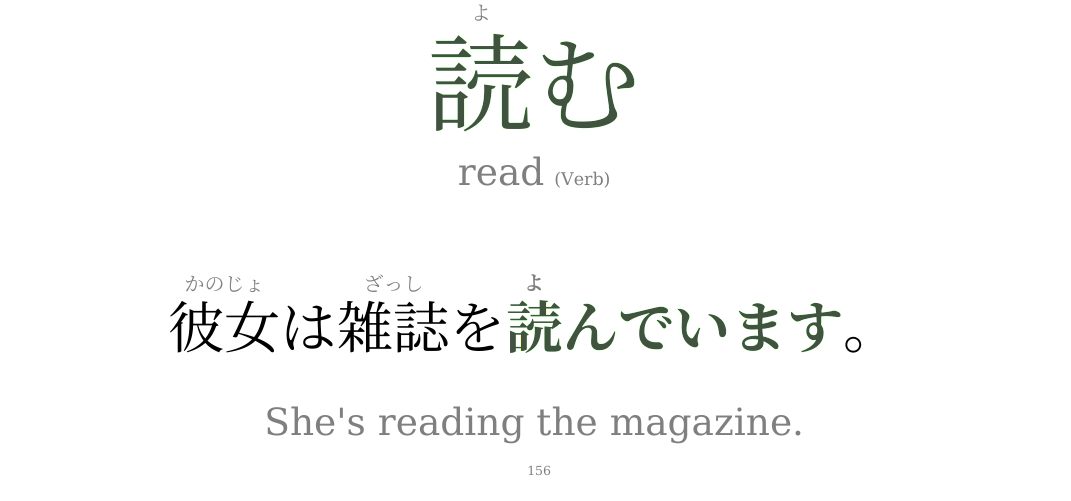 よ
読む
read (Verb)
かのじょ ざっし よ
彼女は雑誌を読んでいます。
She's reading the magazine.
156